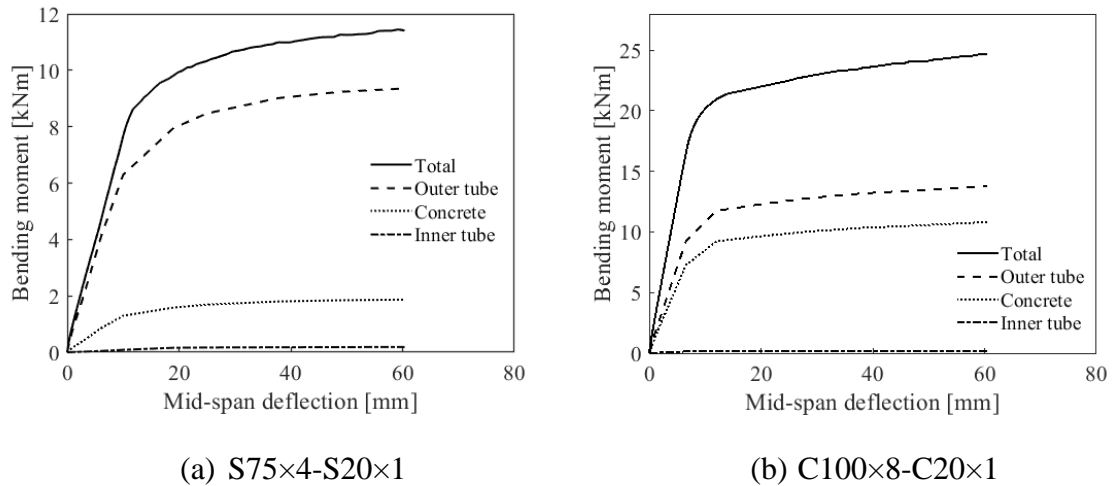 12
10
8
6
4
2
0
Bending moment [kNm]
Total
Outer tube
Concrete
Inner tube
0 20 40 60 80
Mid-span deflection [mm]
(a) S75×4-S20×1
25
20
15
10
5
0
Bending moment [kNm]
Total
Outer tube
Concrete
Inner tube
0 20 40 60 80
Mid-span deflection [mm]
(b) C100×8-C20×1